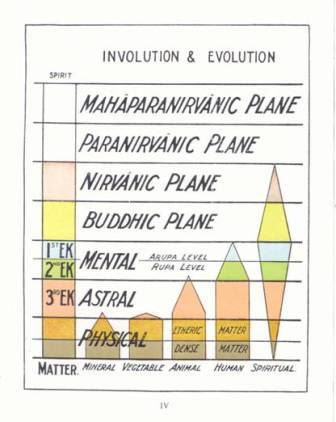 INVOLUTION & EVOLUTION
SPIRIT
MAHĀPARANIRVĀNIC PLANE
PARANIRVĀNIC PLANE
NIRVĀNIC PLANE
BUDDHIC PLANE
1ST EK
2ND EK
MENTAL
ARUPA LEVEL
RUPA LEVEL
3RD EK
ASTRAL
PHYSICAL
ETHERIC MATTER
DENSE MATTER
MATTER. MINERAL VEGETABLE ANIMAL HUMAN SPIRITUAL.
IV